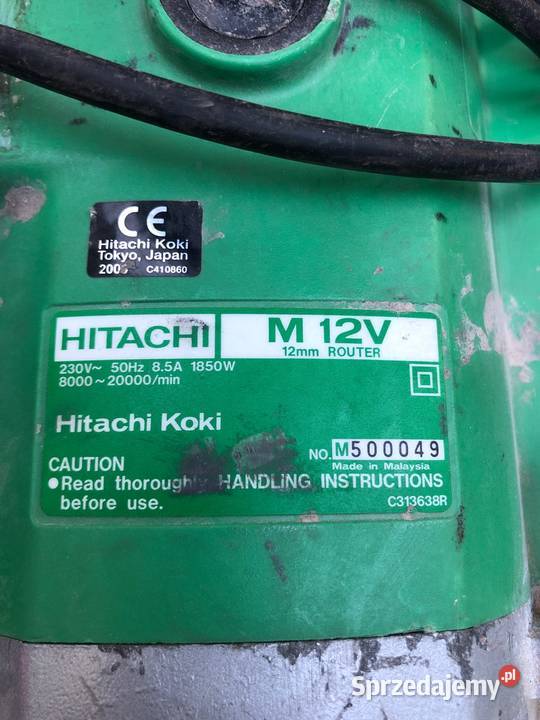 CE
Hitachi Koki
Tokyo, Japan
C410860
HITACHI
M 12V
12mm ROUTER
230V~ 50Hz 8.5A 1850W
8000~20000/min
Hitachi Koki
NO. M500049
Made in Malaysia
CAUTION
●Read thoroughly HANDLING INSTRUCTIONS
before use.
C313638R
Sprzedajemy.pl